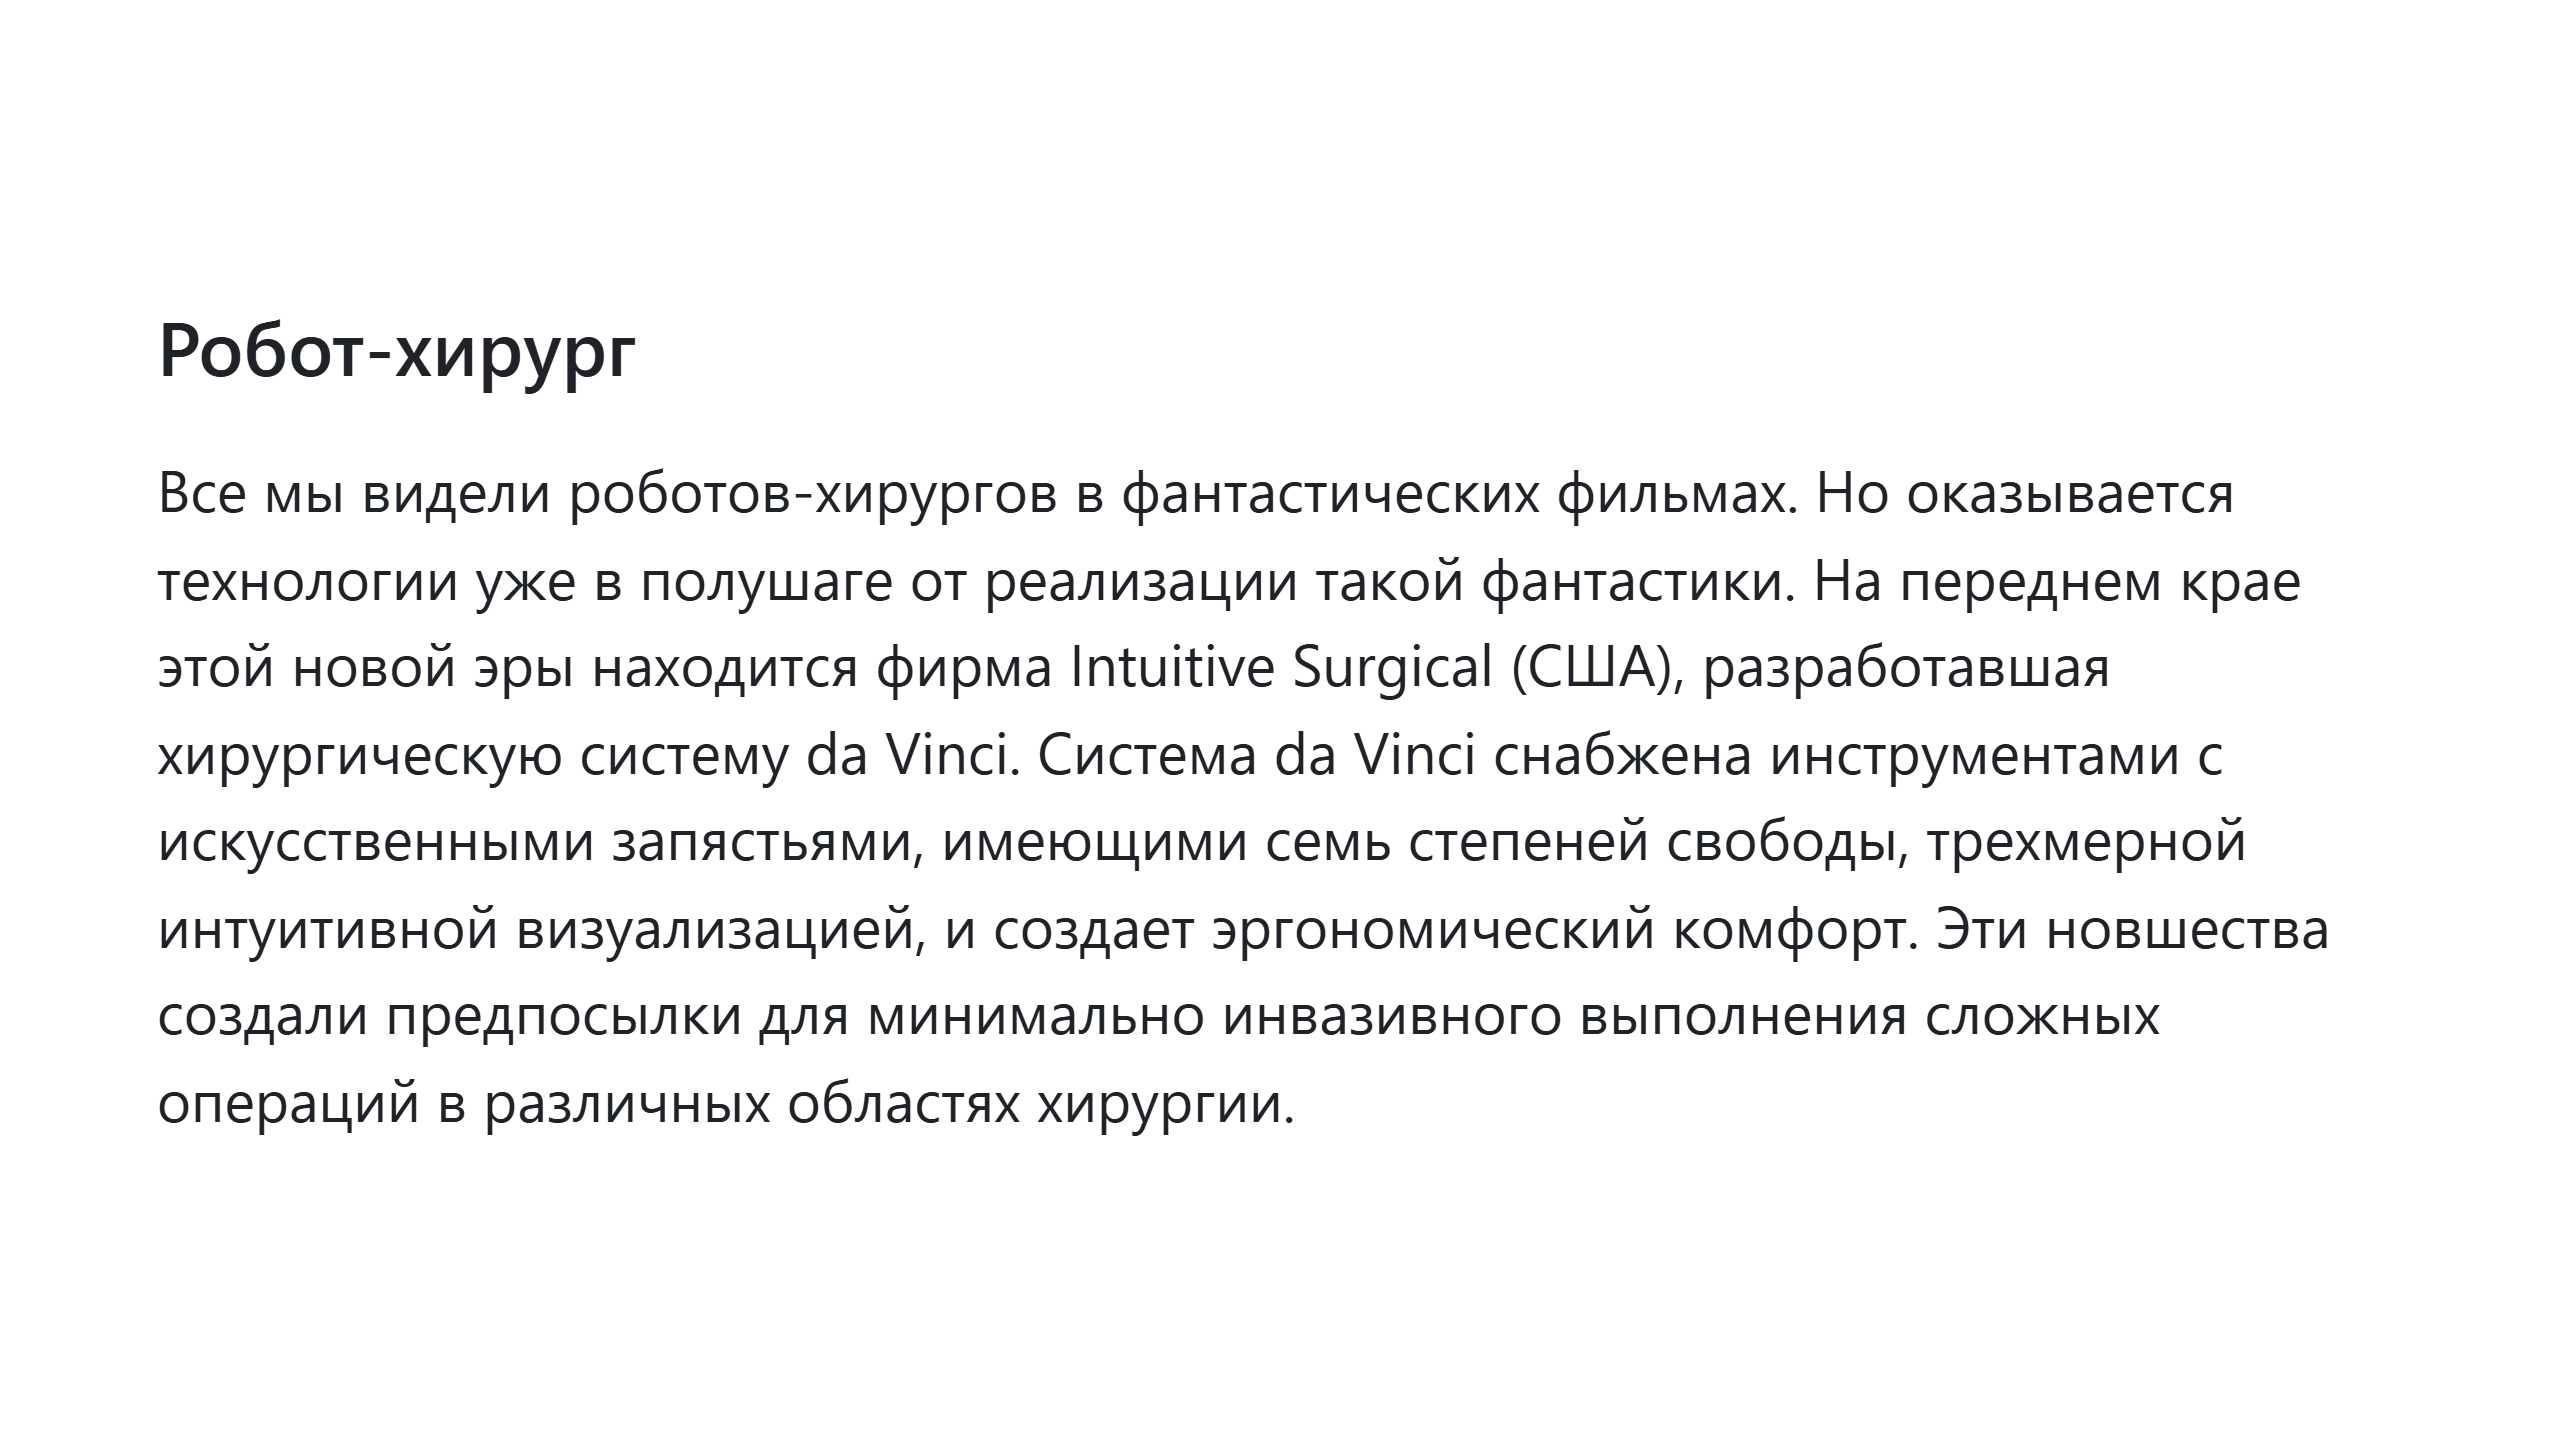 Робот-хирург
Все мы видели роботов-хирургов в фантастических фильмах. Но оказывается
технологии уже в полушаге от реализации такой фантастики. На переднем крае
этой новой эры находится фирма Intuitive Surgical (США), разработавшая
хирургическую систему da Vinci. Система da Vinci снабжена инструментами с
искусственными запястьями, имеющими семь степеней свободы, трехмерной
интуитивной визуализацией, и создает эргономический комфорт. Эти новшества
создали предпосылки для минимально инвазивного выполнения сложных
операций в различных областях хирургии.